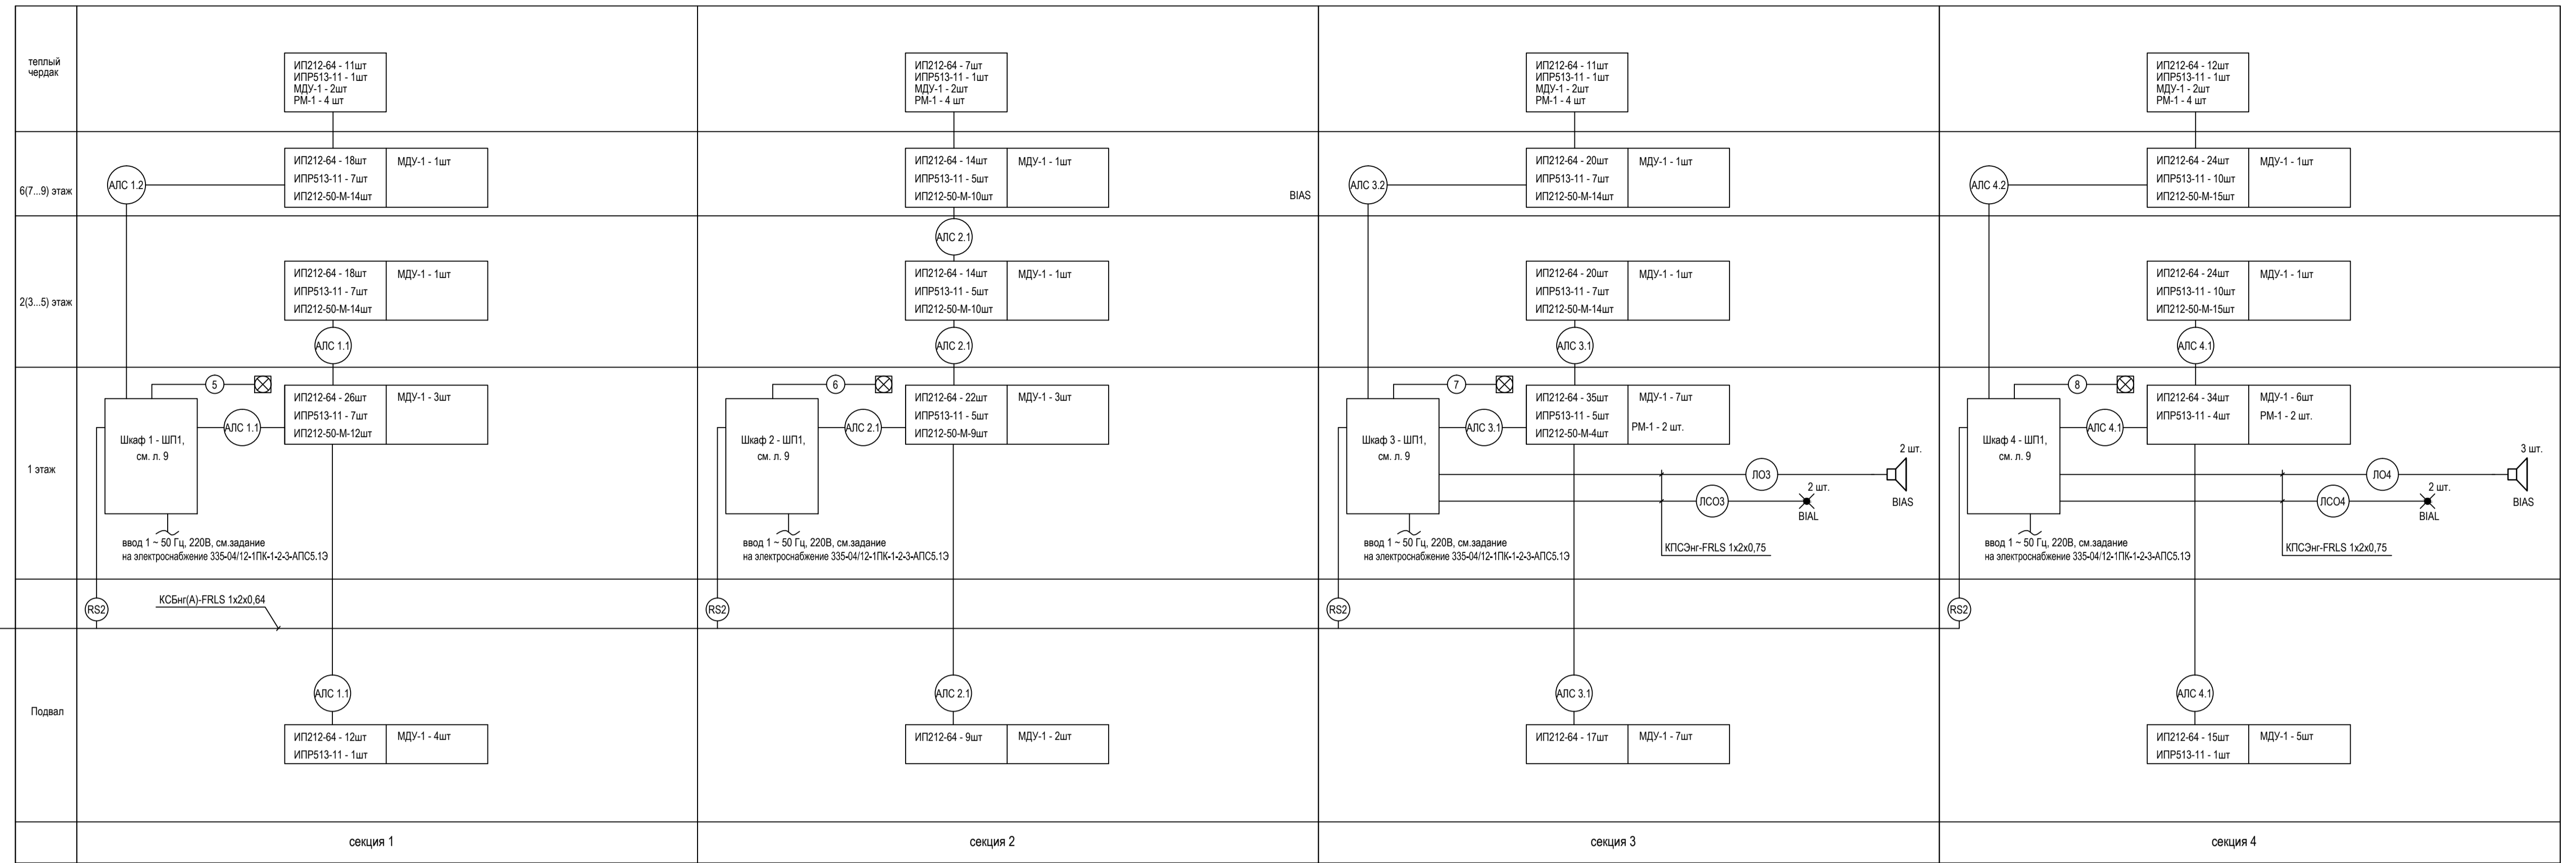 теплый
чердак
ИП212-64 - 11шт
ИПР513-11 - 1шт
МДУ-1 - 2шт
РМ-1 - 4 шт
ИП212-64 - 7шт
ИПР513-11 - 1шт
МДУ-1 - 2шт
РМ-1 - 4 шт
ИП212-64 - 11шт
ИПР513-11 - 1шт
МДУ-1 - 2шт
РМ-1 - 4 шт
ИП212-64 - 12шт
ИПР513-11 - 1шт
МДУ-1 - 2шт
РМ-1 - 4 шт
6(7...9) этаж
АЛС 1.2
ИП212-64 - 18шт
ИПР513-11 - 7шт
ИП212-50-М-14шт
МДУ-1 - 1шт
ИП212-64 - 14шт
ИПР513-11 - 5шт
ИП212-50-М-10шт
МДУ-1 - 1шт
BIAS
АЛС 3.2
ИП212-64 - 20шт
ИПР513-11 - 7шт
ИП212-50-М-14шт
МДУ-1 - 1шт
АЛС 4.2
ИП212-64 - 24шт
ИПР513-11 - 10шт
ИП212-50-М-15шт
МДУ-1 - 1шт
2(3...5) этаж
ИП212-64 - 18шт
ИПР513-11 - 7шт
ИП212-50-М-14шт
МДУ-1 - 1шт
АЛС 1.1
АЛС 2.1
ИП212-64 - 14шт
ИПР513-11 - 5шт
ИП212-50-М-10шт
МДУ-1 - 1шт
АЛС 2.1
ИП212-64 - 20шт
ИПР513-11 - 7шт
ИП212-50-М-14шт
МДУ-1 - 1шт
АЛС 3.1
ИП212-64 - 24шт
ИПР513-11 - 10шт
ИП212-50-М-15шт
МДУ-1 - 1шт
АЛС 4.1
1 этаж
5
Шкаф 1 - ШП1,
см. л. 9
АЛС 1.1
ИП212-64 - 26шт
ИПР513-11 - 7шт
ИП212-50-М-12шт
МДУ-1 - 3шт
ввод 1 ~ 50 Гц, 220В, см.задание
на электроснабжение 335-04/12-1ПК-1-2-3-АПС5.1Э
6
Шкаф 2 - ШП1,
см. л. 9
АЛС 2.1
ИП212-64 - 22шт
ИПР513-11 - 5шт
ИП212-50-М-9шт
МДУ-1 - 3шт
ввод 1 ~ 50 Гц, 220В, см.задание
на электроснабжение 335-04/12-1ПК-1-2-3-АПС5.1Э
7
Шкаф 3 - ШП1,
см. л. 9
АЛС 3.1
ИП212-64 - 35шт
ИПР513-11 - 5шт
ИП212-50-М-4шт
МДУ-1 - 7шт
РМ-1 - 2 шт.
ЛО3
2 шт.
BIAS
ЛСО3
2 шт.
BIAL
КПСЭнг-FRLS 1х2х0,75
ввод 1 ~ 50 Гц, 220В, см.задание
на электроснабжение 335-04/12-1ПК-1-2-3-АПС5.1Э
8
Шкаф 4 - ШП1,
см. л. 9
АЛС 4.1
ИП212-64 - 34шт
ИПР513-11 - 4шт
МДУ-1 - 6шт
РМ-1 - 2 шт.
ЛО4
3 шт.
BIAS
ЛСО4
2 шт.
BIAL
КПСЭнг-FRLS 1х2х0,75
ввод 1 ~ 50 Гц, 220В, см.задание
на электроснабжение 335-04/12-1ПК-1-2-3-АПС5.1Э
RS2
КСБнг(А)-FRLS 1х2х0,64
RS2
RS2
RS2
Подвал
АЛС 1.1
ИП212-64 - 12шт
ИПР513-11 - 1шт
МДУ-1 - 4шт
АЛС 2.1
ИП212-64 - 9шт
МДУ-1 - 2шт
АЛС 3.1
ИП212-64 - 17шт
МДУ-1 - 7шт
АЛС 4.1
ИП212-64 - 15шт
ИПР513-11 - 1шт
МДУ-1 - 5шт
секция 1
секция 2
секция 3
секция 4